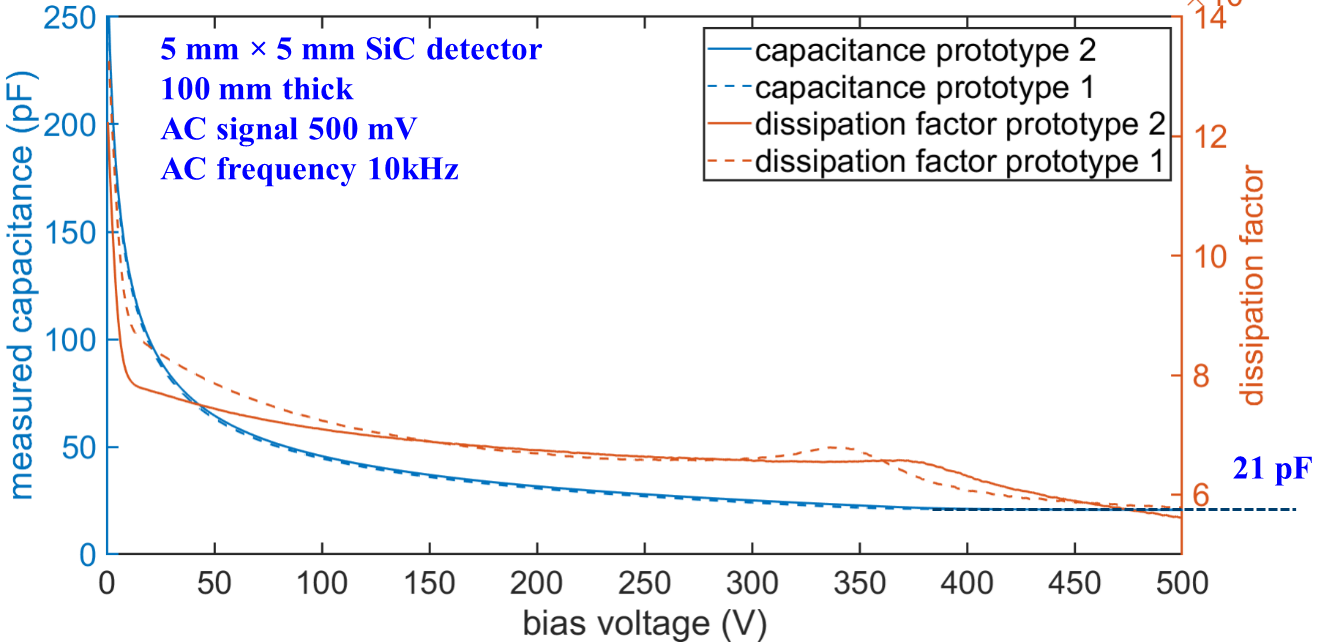 ×10
250
200
150
100
50
0
measured capacitance (pF)
5 mm × 5 mm SiC detector
100 mm thick
AC signal 500 mV
AC frequency 10kHz
capacitance prototype 2
capacitance prototype 1
dissipation factor prototype 2
dissipation factor prototype 1
14
12
10
8
6
dissipation factor
21 pF
0 50 100 150 200 250 300 350 400 450 500
bias voltage (V)